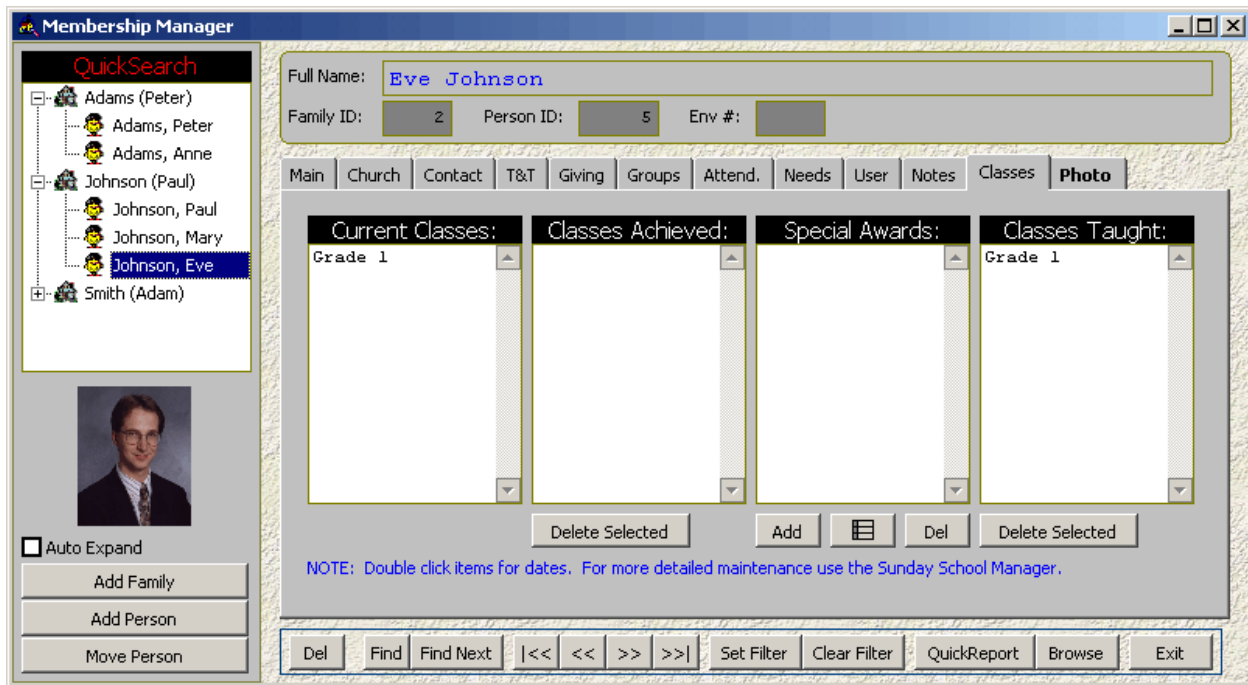 Membership Manager
QuickSearch
Adams (Peter)
Adams, Peter
Adams, Anne
Johnson (Paul)
Johnson, Paul
Johnson, Mary
Johnson, Eve
Smith (Adam)
Auto Expand
Add Family
Add Person
Move Person
Full Name: Eve Johnson
Family ID: 2 Person ID: 5 Env #:
Main Church Contact T&T Giving Groups Attend. Needs User Notes Classes Photo
Current Classes: Classes Achieved: Special Awards: Classes Taught:
Grade 1 Grade 1
Delete Selected Add Del Delete Selected
NOTE: Double click items for dates. For more detailed maintenance use the Sunday School Manager.
Del Find Find Next |<< << >> >>| Set Filter Clear Filter QuickReport Browse Exit